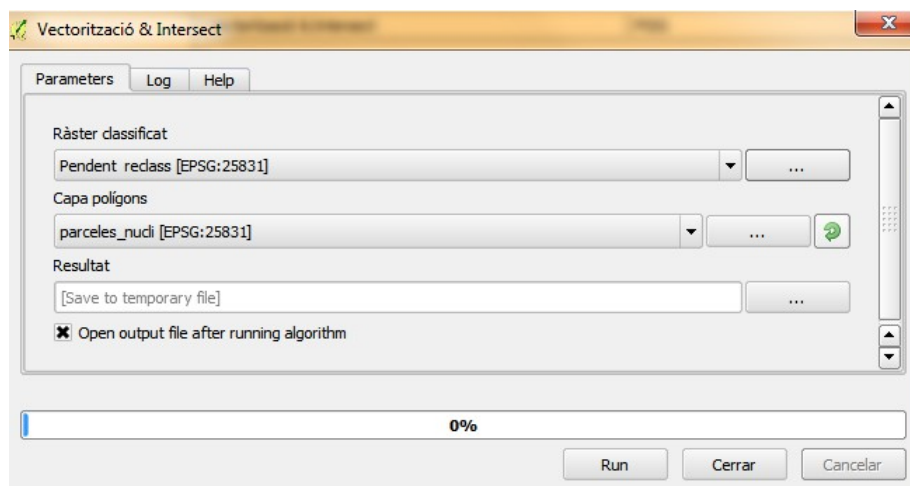 Vectorització & Intersect
Parameters
Log
Help
Ràster classificat
Pendent reclass [EPSG:25831]
...
Capa polígons
parceles_nucli [EPSG:25831]
...
Resultat
[Save to temporary file]
...
Open output file after running algorithm
0%
Run
Cerrar
Cancelar